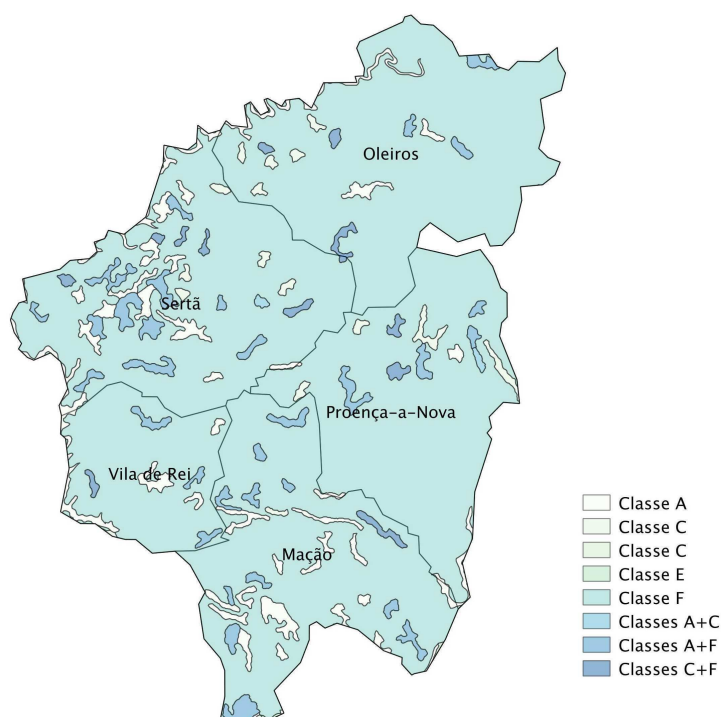 Oleiros
Sertã
Proença-a-Nova
Vila de Rei
Mação
Classe A
Classe C
Classe C
Classe E
Classe F
Classes A+C
Classes A+F
Classes C+F